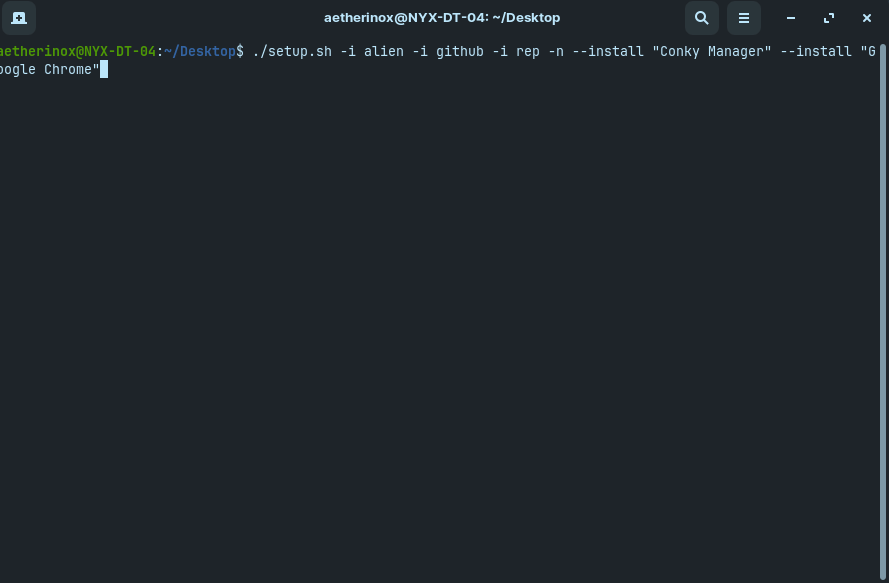 aetherinox@NYX-DT-04: ~/Desktop
aetherinox@NYX-DT-04:~/Desktop$ ./setup.sh -i alien -i github -i rep -n --install "Conky Manager" --install "G
oogle Chrome"